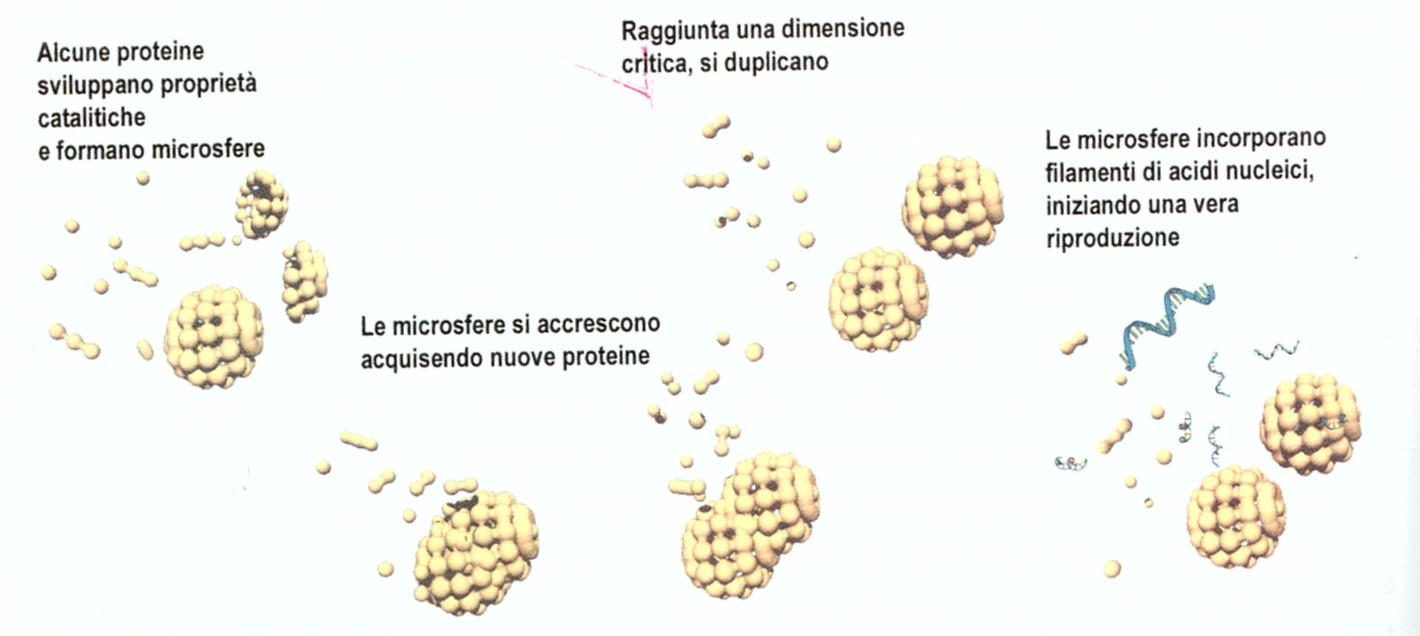 Alcune proteine
sviluppano proprietà
catalitiche
e formano microsfere
Le microsfere si accrescono
acquisendo nuove proteine
Raggiunta una dimensione
critica, si duplicano
Le microsfere incorporano
filamenti di acidi nucleici,
iniziando una vera
riproduzione